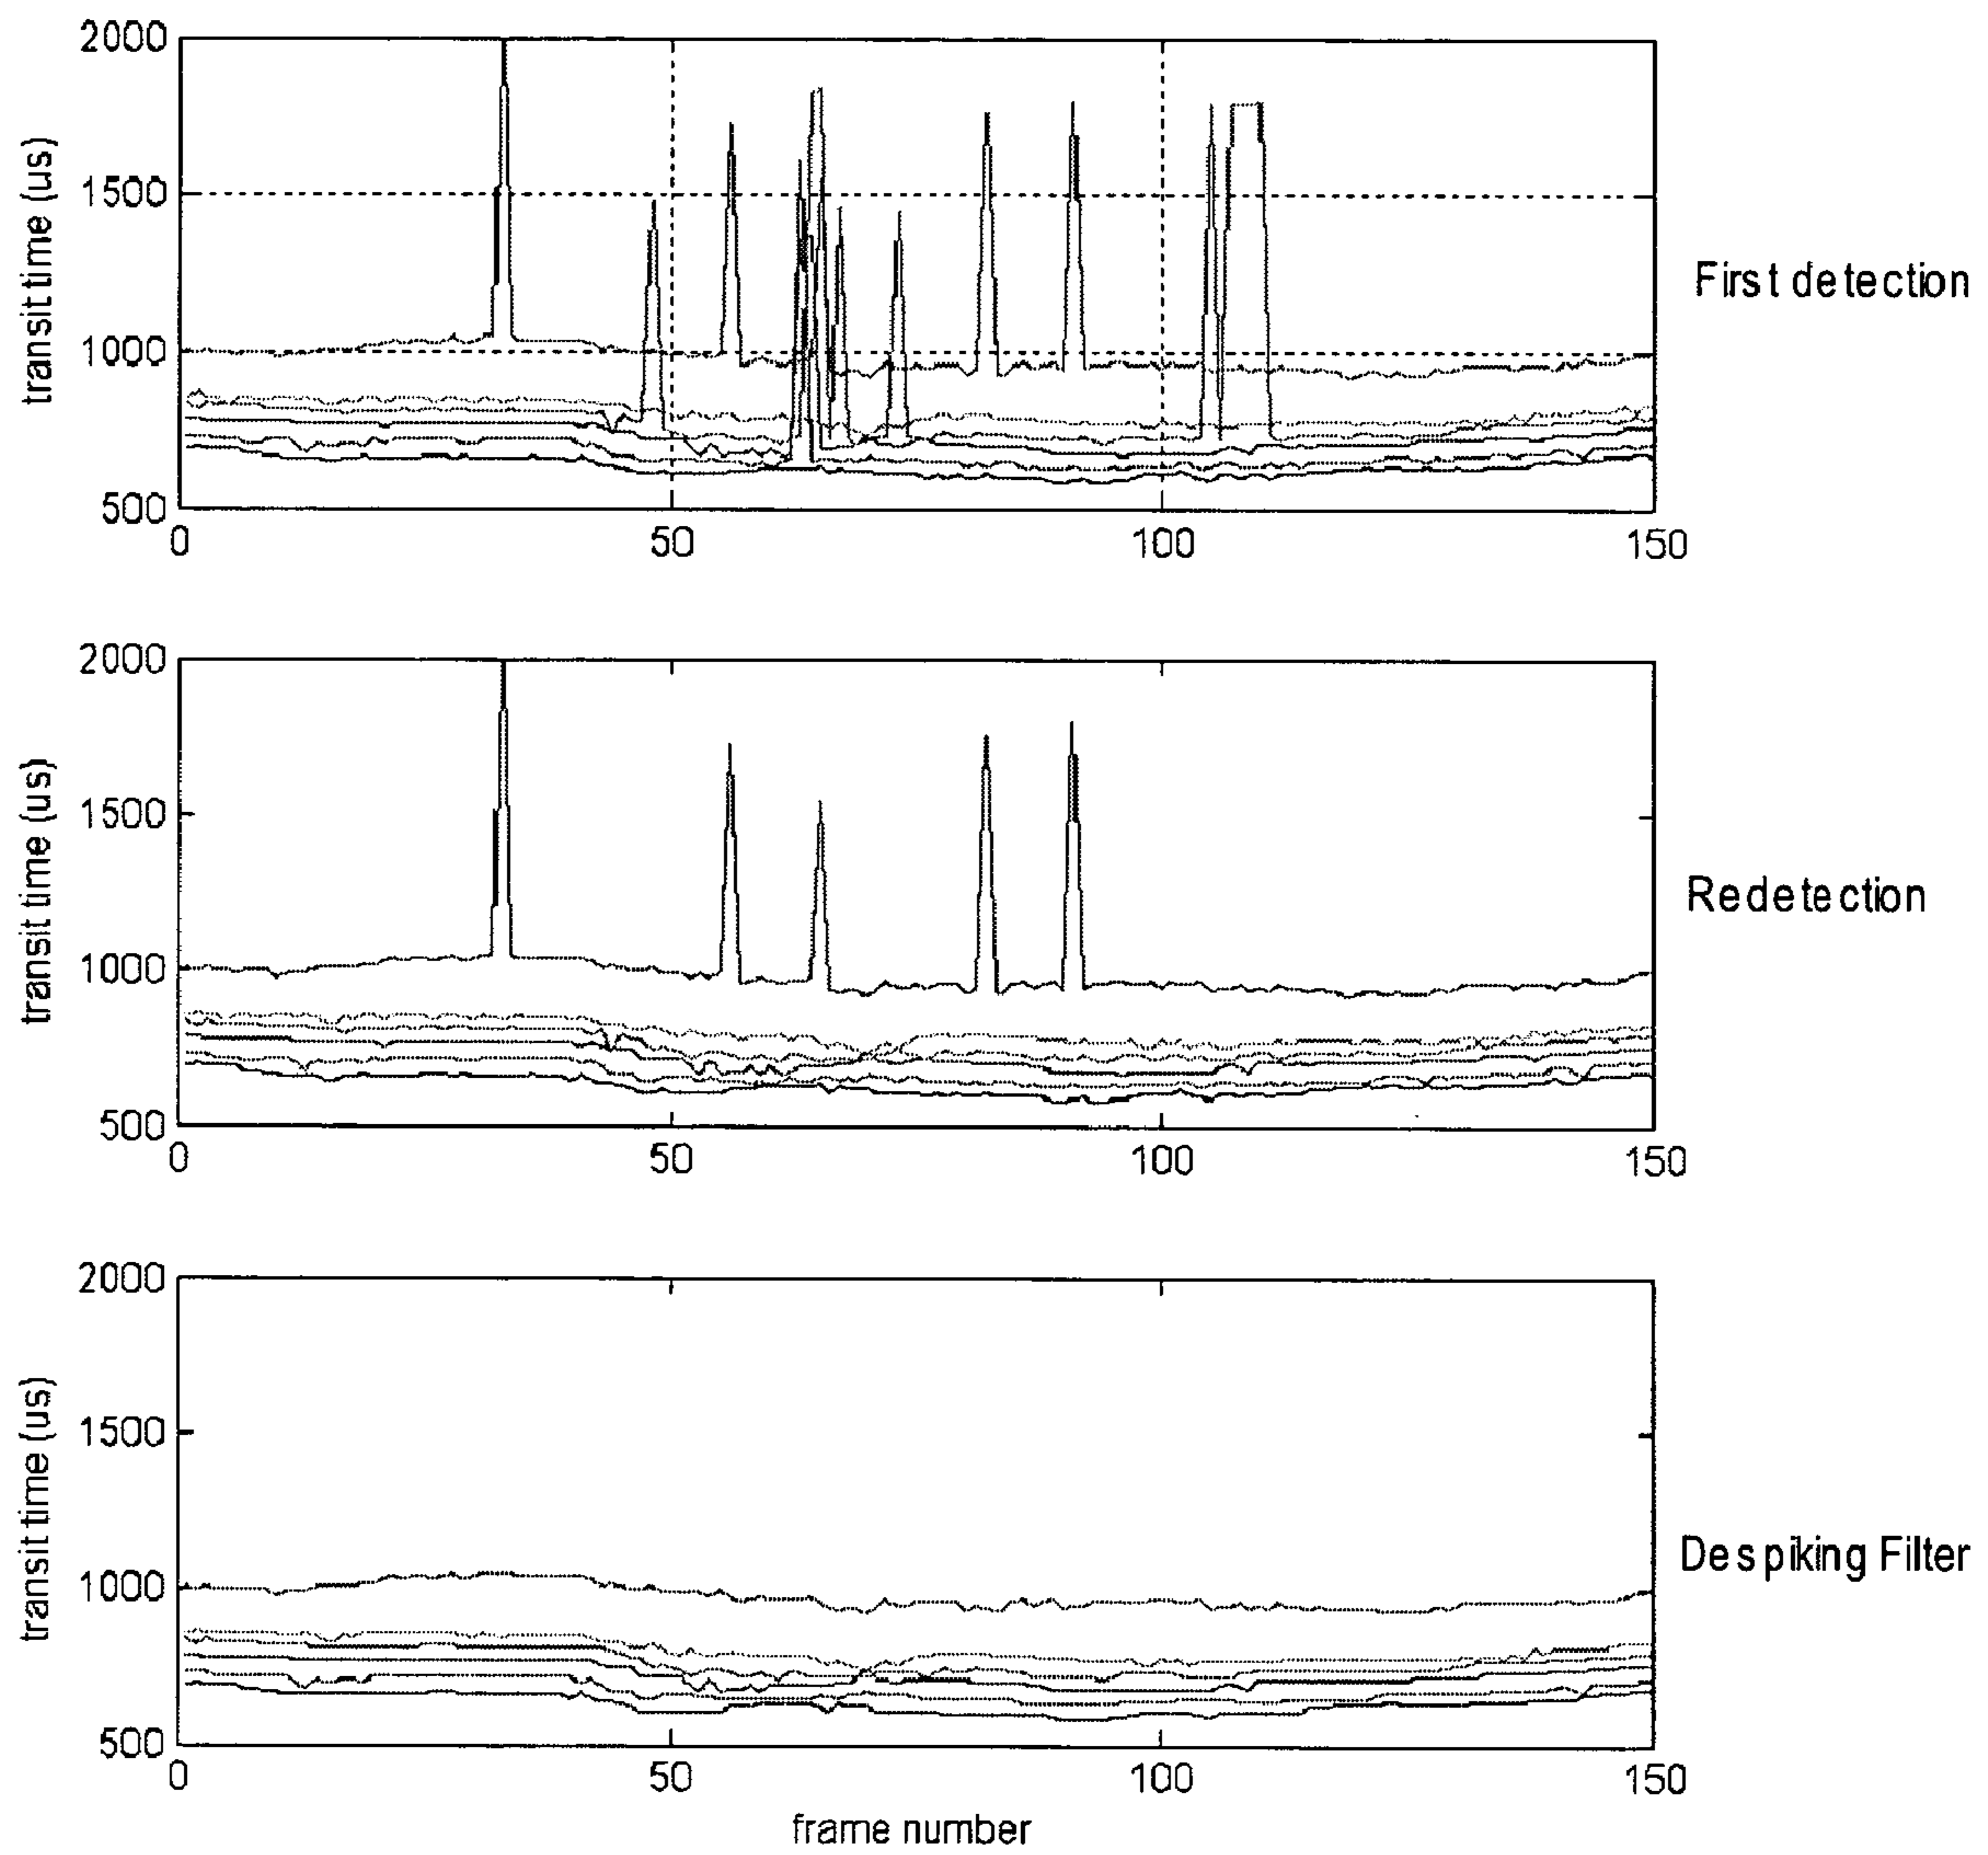 2000
1500
1000
500
transit time (us)
0 50 100 150
First detection
2000
1500
1000
500
transit time (us)
0 50 100 150
Redetection
2000
1500
1000
500
transit time (us)
0 50 100 150
Despiking Filter
frame number